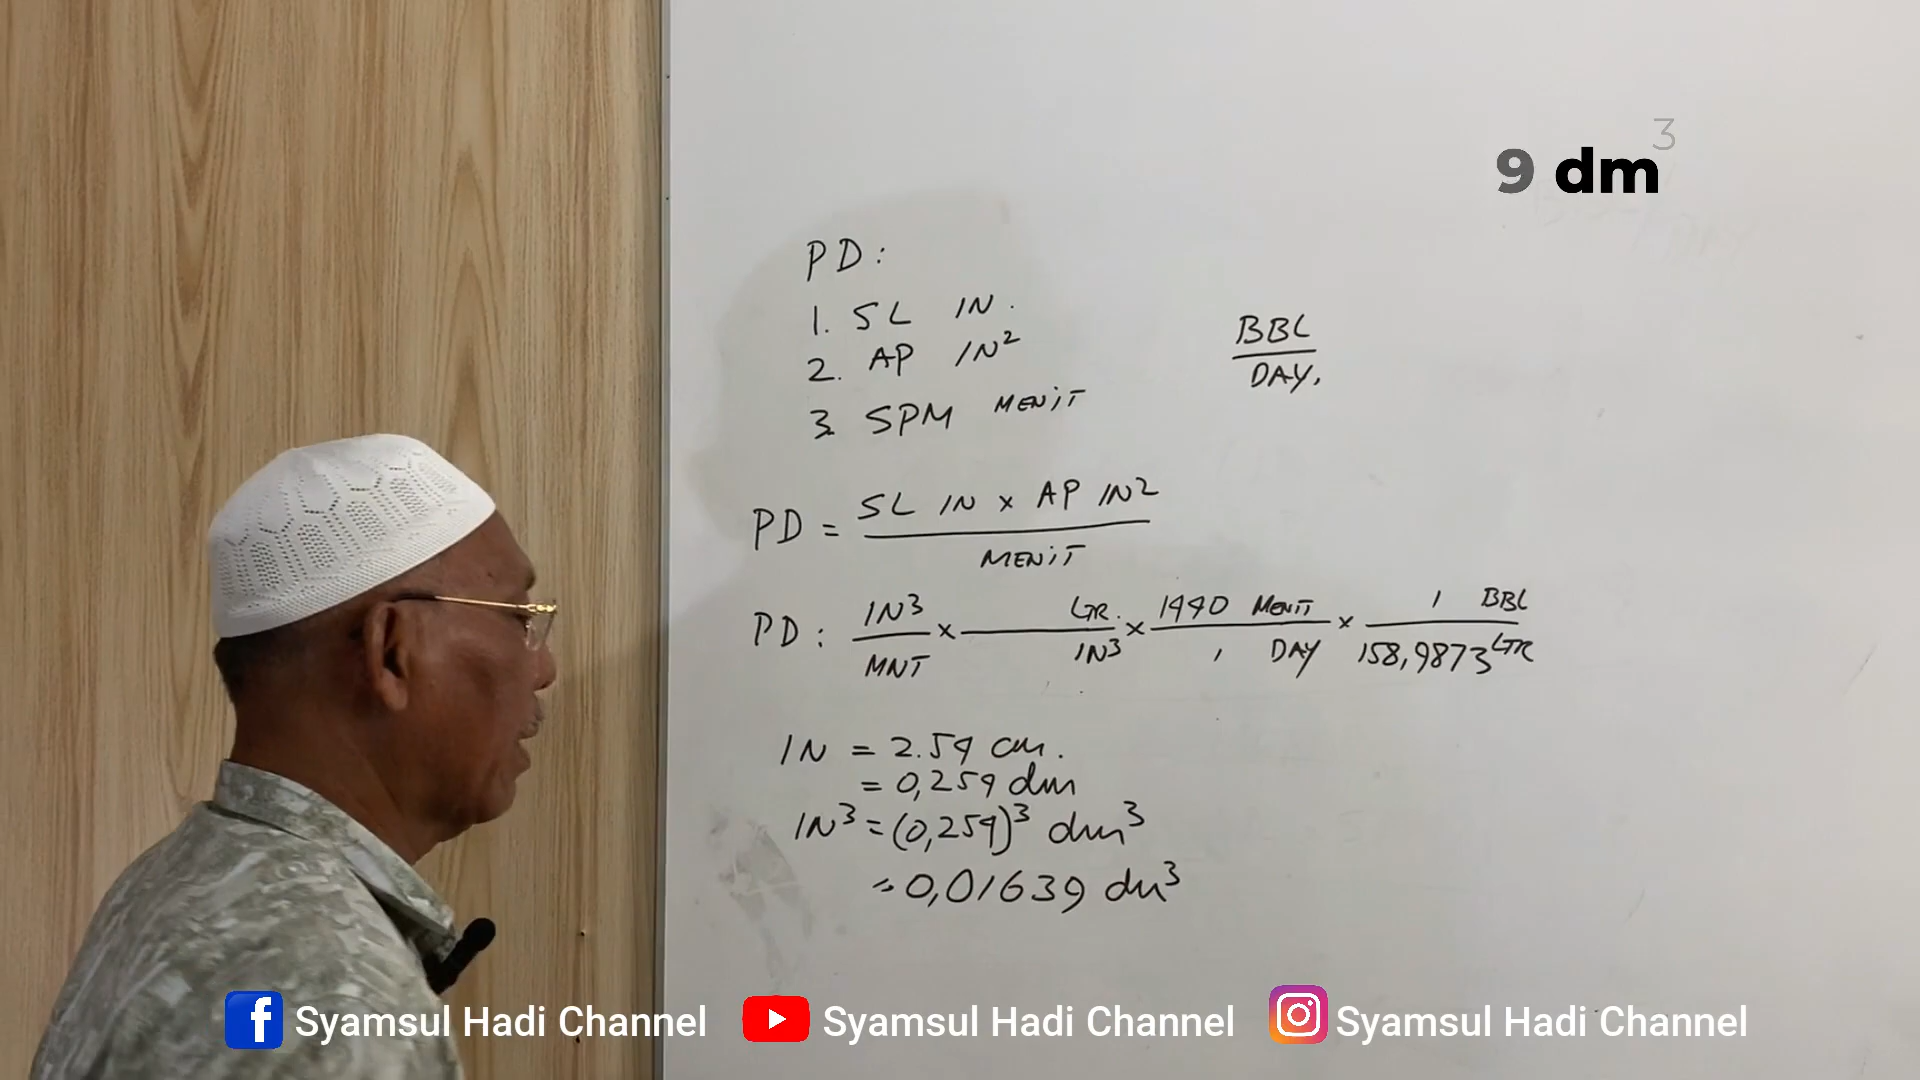 9 dm³
PD:
1. SL IN.
2. AP IN²
3. SPM MENIT
BBL
DAY.
PD = SL IN x AP IN²
MENIT
PD: IN³ x LTR. x 1440 MENIT x 1 BBL
MNT IN³ 1 DAY 158,9873 LTR
IN = 2.54 cm.
= 0,254 dm
IN³ = (0,254)³ dm³
= 0,01639 dm³
Syamsul Hadi Channel Syamsul Hadi Channel Syamsul Hadi Channel